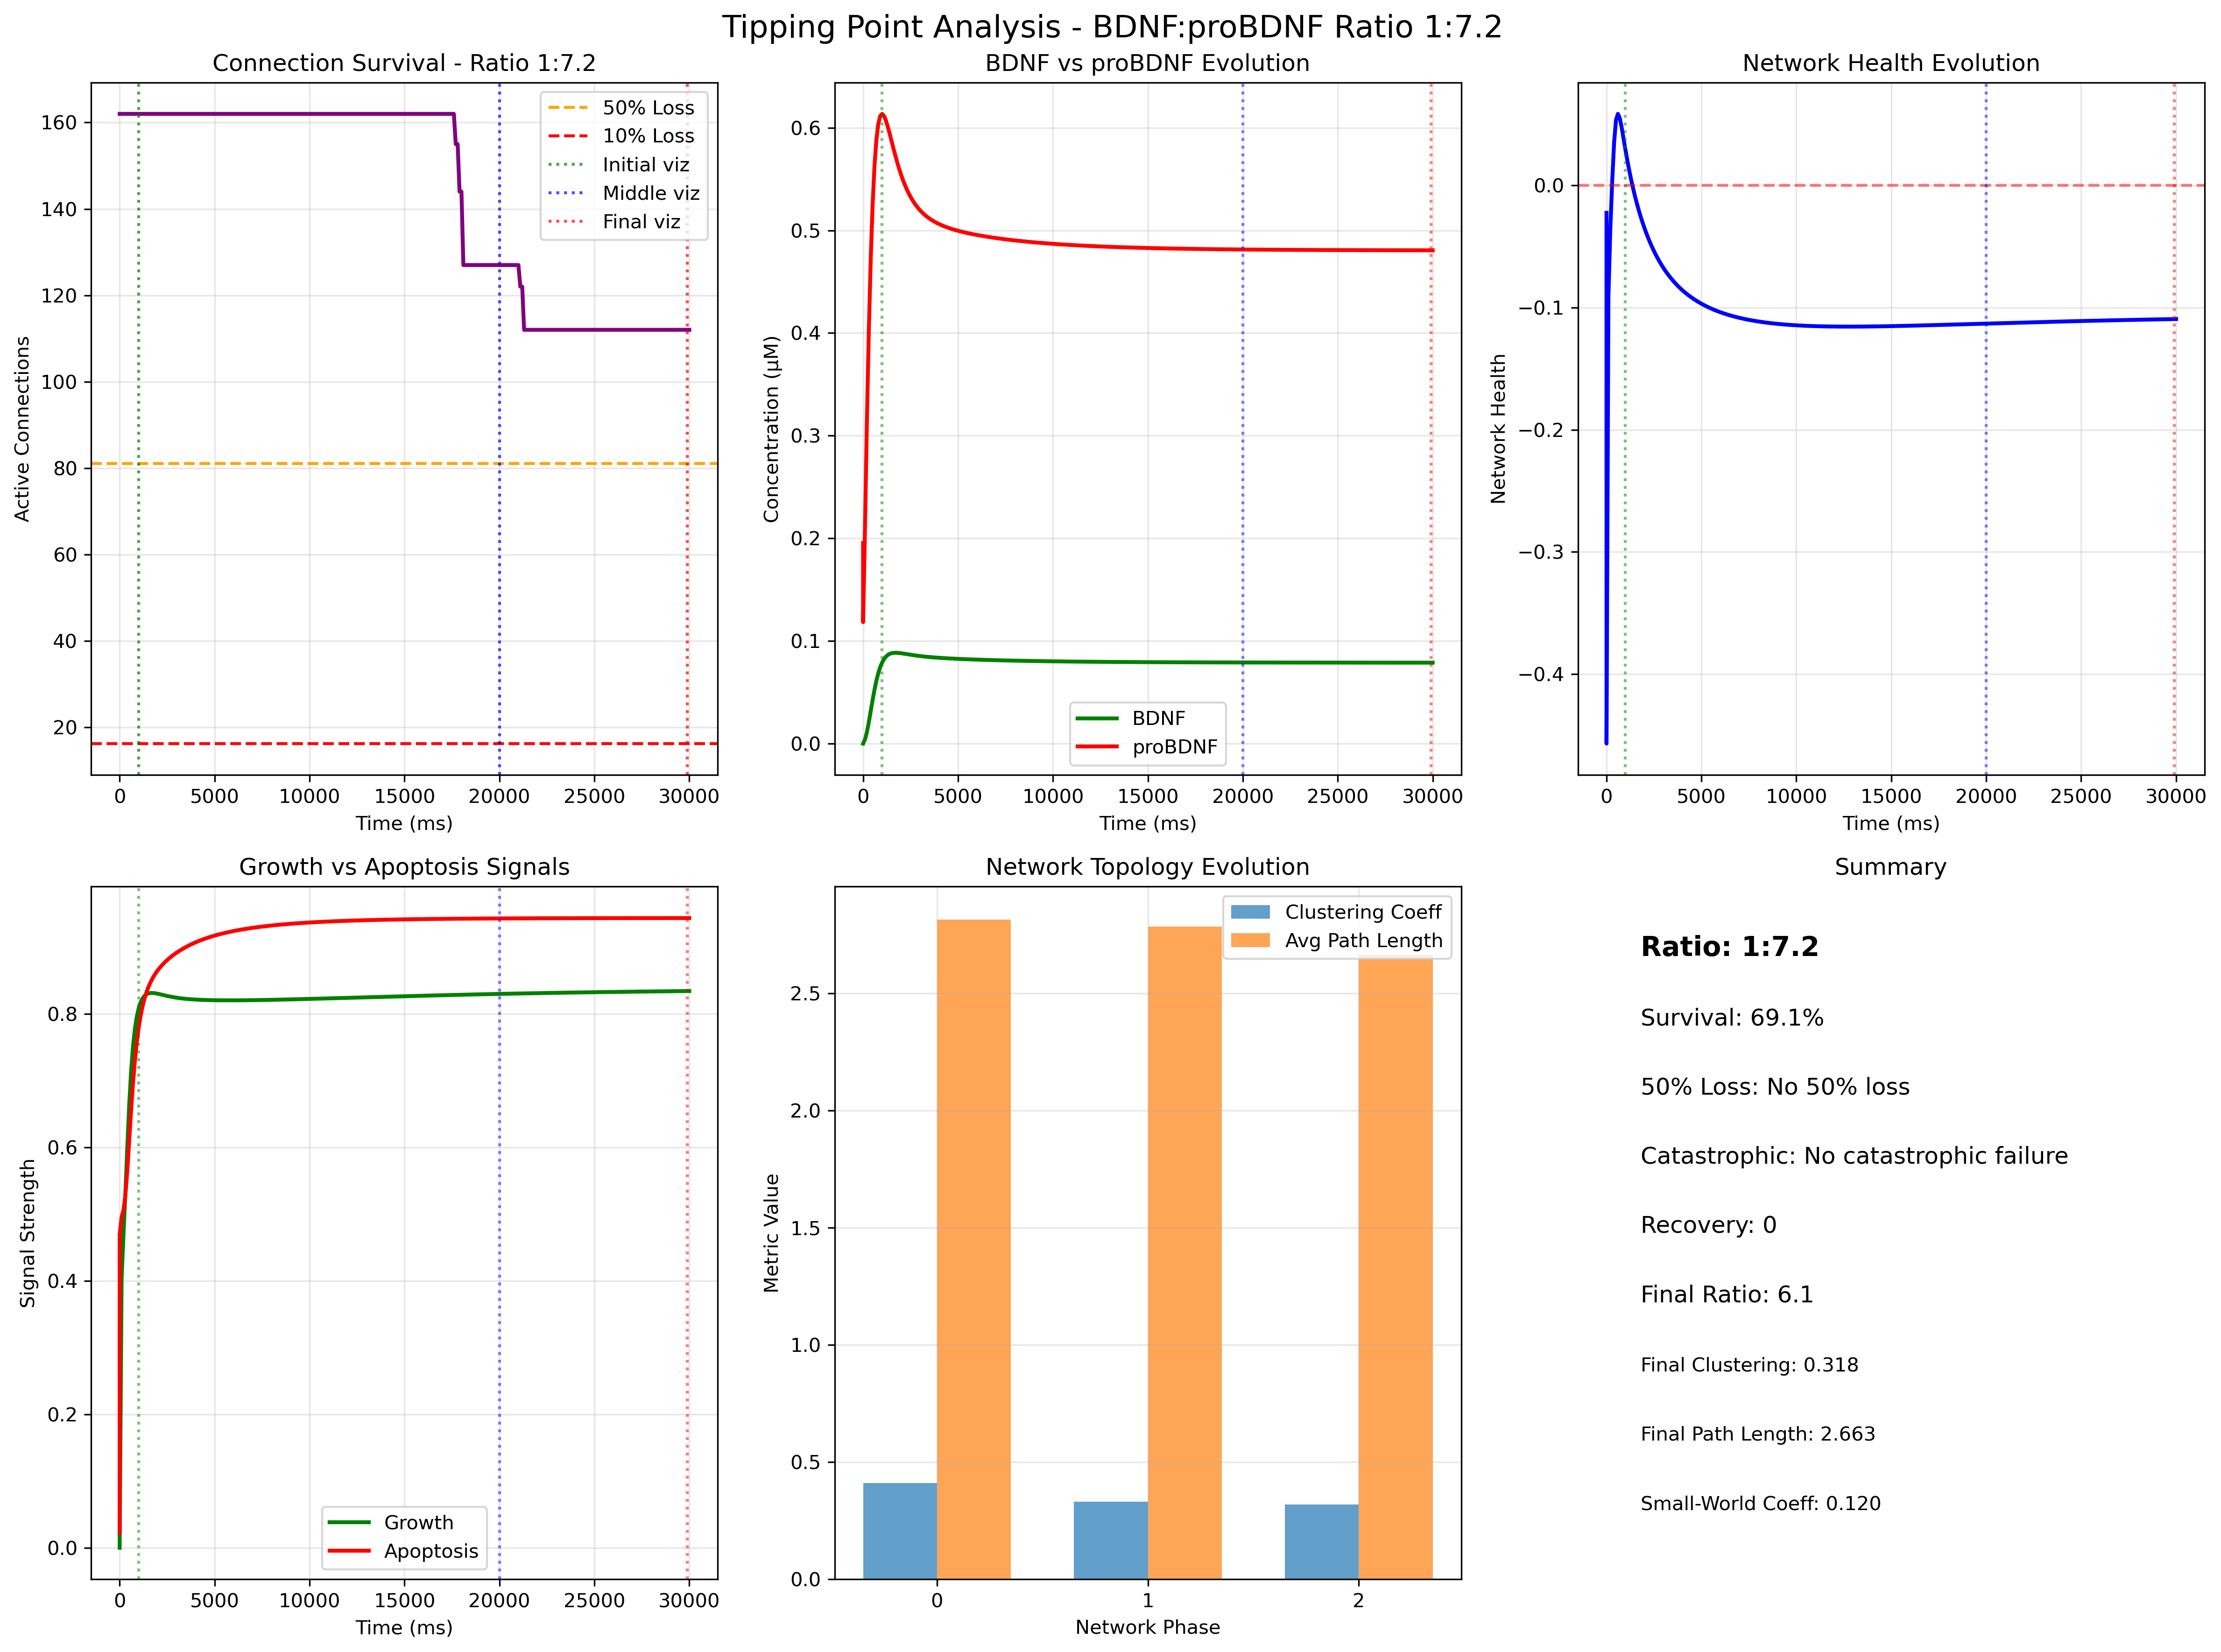 Tipping Point Analysis - BDNF:proBDNF Ratio 1:7.2
Connection Survival - Ratio 1:7.2
160
140
120
100
80
60
40
20
Active Connections
50% Loss
10% Loss
Initial viz
Middle viz
Final viz
0
5000
10000
15000
20000
25000
30000
Time (ms)
BDNF vs proBDNF Evolution
0.6
0.5
0.4
0.3
0.2
0.1
0.0
Concentration (μM)
BDNF
proBDNF
0
5000
10000
15000
20000
25000
30000
Time (ms)
Network Health Evolution
0.0
−0.1
−0.2
−0.3
−0.4
Network Health
0
5000
10000
15000
20000
25000
30000
Time (ms)
Growth vs Apoptosis Signals
0.8
0.6
0.4
0.2
0.0
Signal Strength
Growth
Apoptosis
0
5000
10000
15000
20000
25000
30000
Time (ms)
Network Topology Evolution
2.5
2.0
1.5
1.0
0.5
0.0
Metric Value
Clustering Coeff
Avg Path Length
0
1
2
Network Phase
Summary
Ratio: 1:7.2
Survival: 69.1%
50% Loss: No 50% loss
Catastrophic: No catastrophic failure
Recovery: 0
Final Ratio: 6.1
Final Clustering: 0.318
Final Path Length: 2.663
Small-World Coeff: 0.120